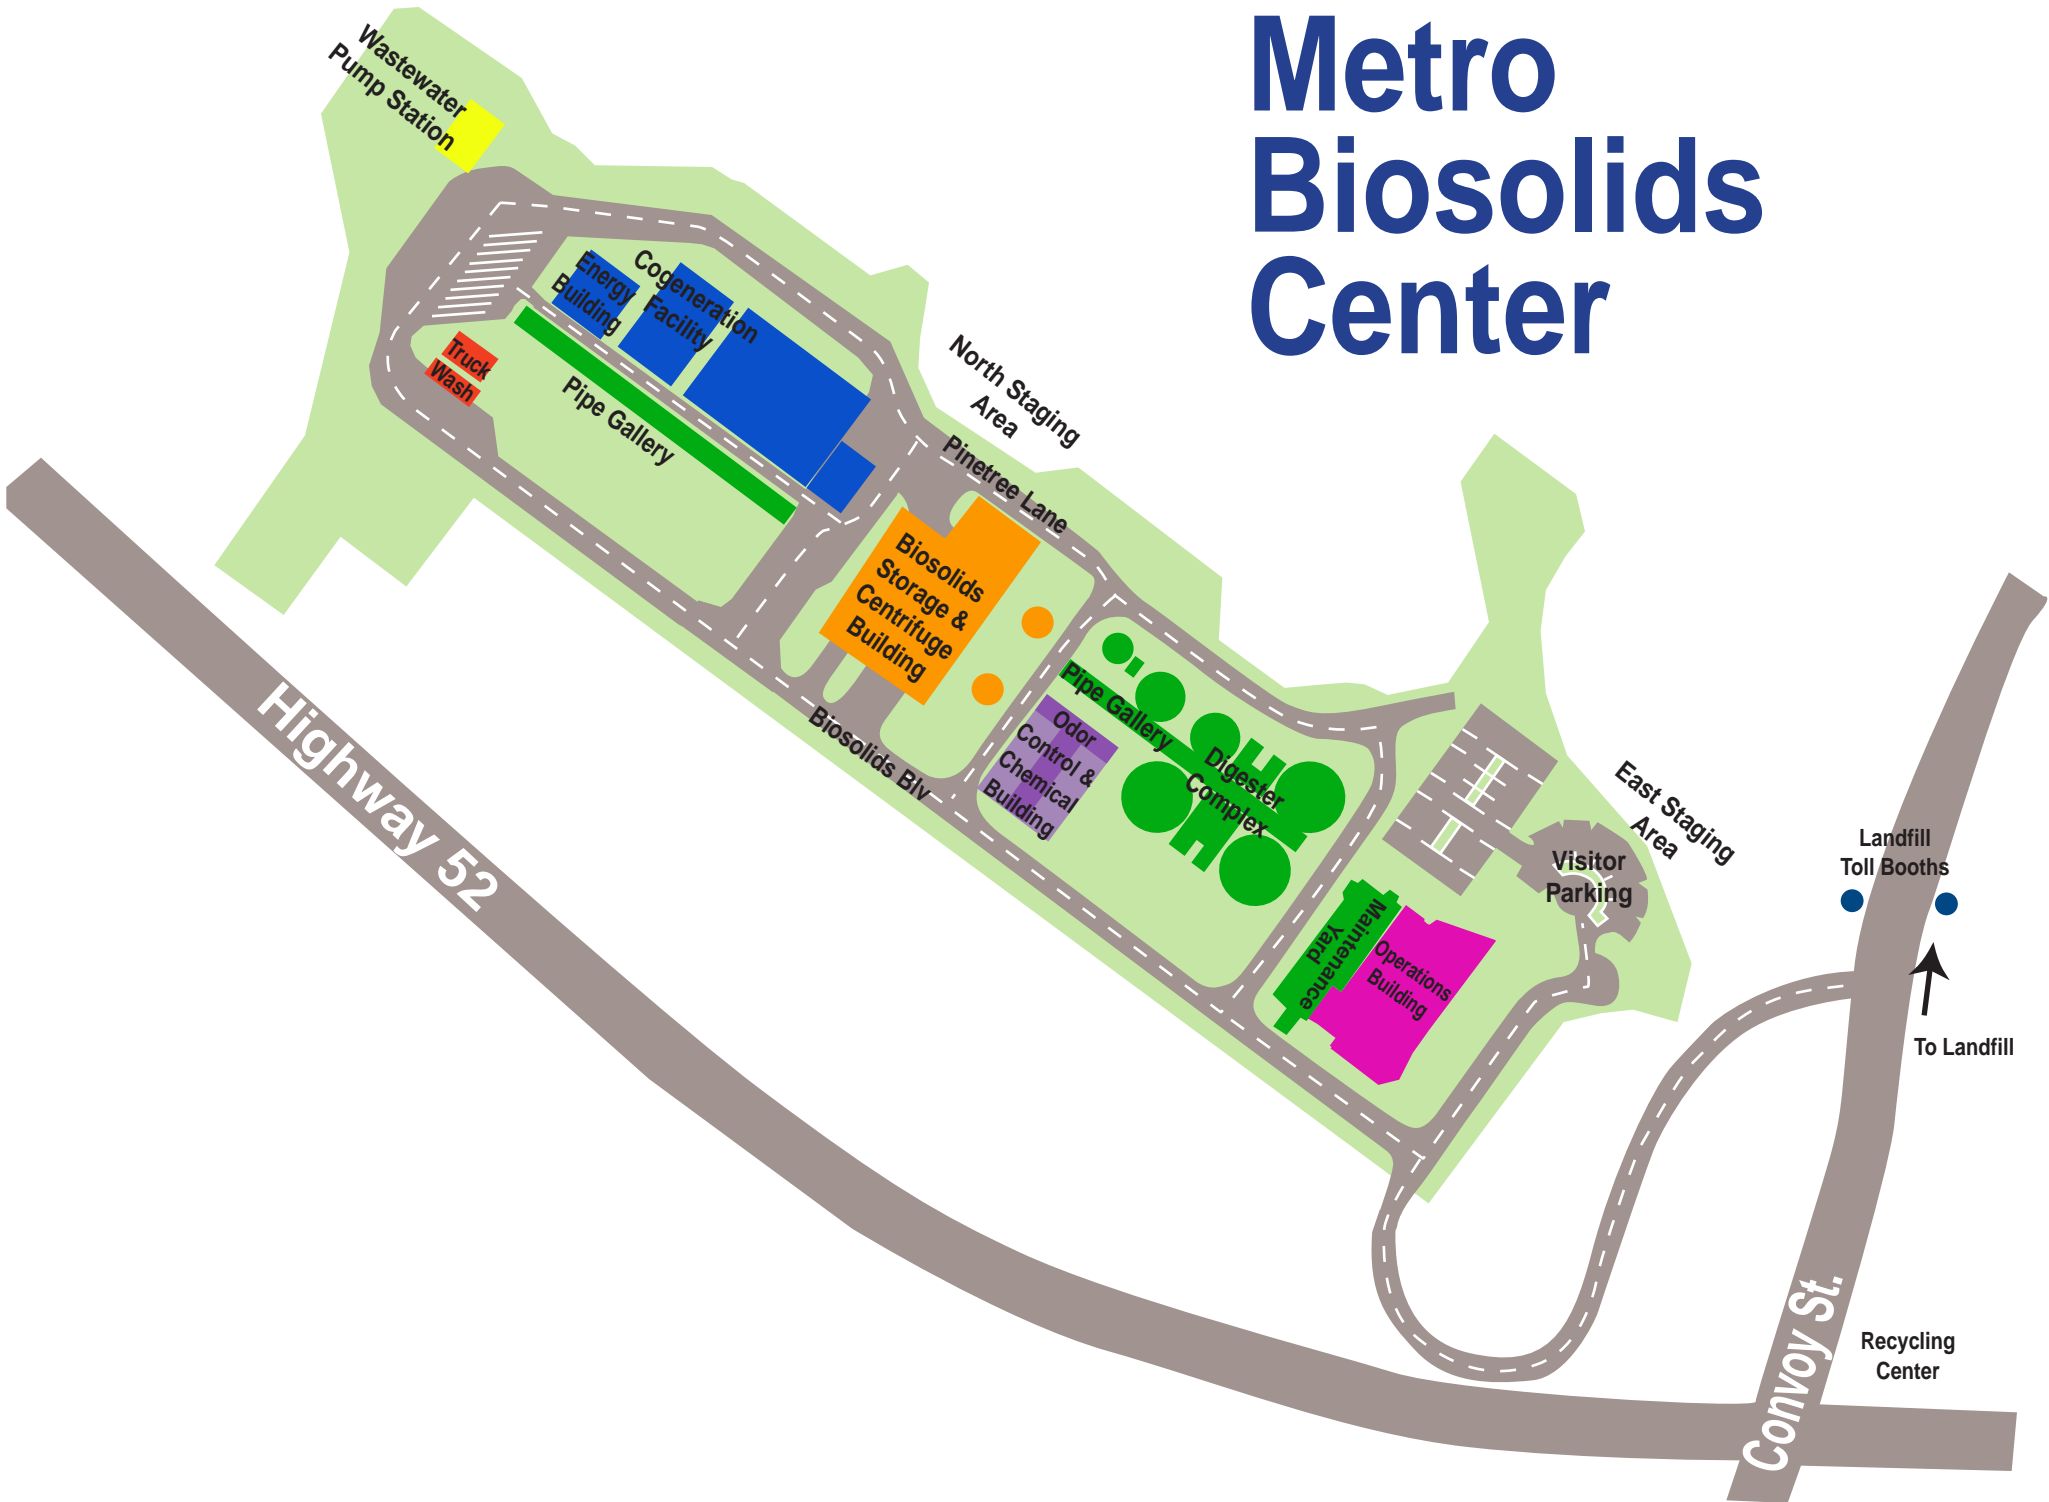 Metro
Biosolids
Center
Wastewater
Pump Station
Energy
Building
Cogeneration
Facility
Truck
Wash
Pipe Gallery
North Staging
Area
Pinetree Lane
Biosolids
Storage &
Centrifuge
Building
Biosolids Blv
Pipe Gallery
Odor
Control &
Chemical
Building
Digester
Complex
Maintenance
Yard
Operations
Building
Visitor
Parking
East Staging
Area
Landfill
Toll Booths
To Landfill
Highway 52
Convoy St.
Recycling
Center